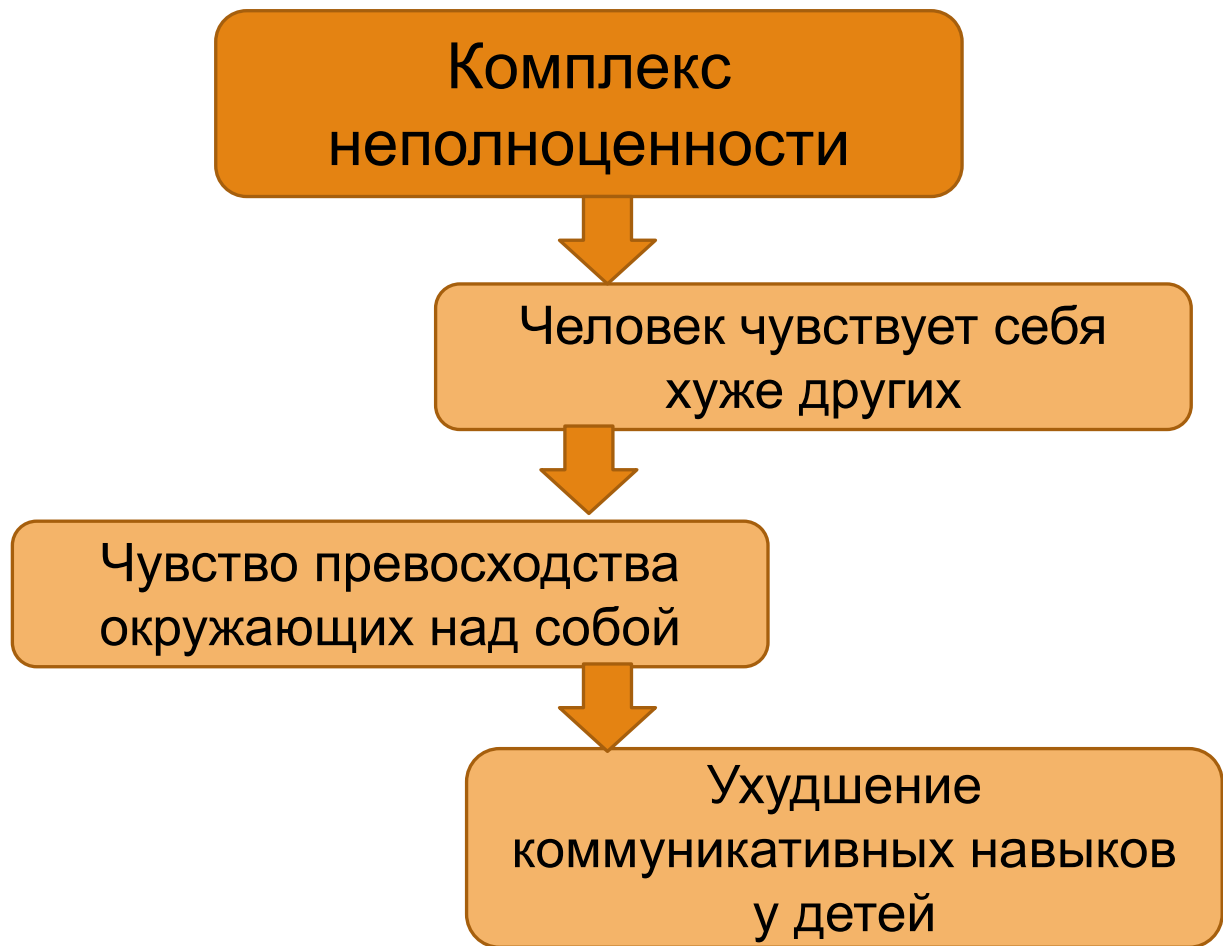 Комплекс
неполноценности
Человек чувствует себя
хуже других
Чувство превосходства
окружающих над собой
Ухудшение
коммуникативных навыков
у детей